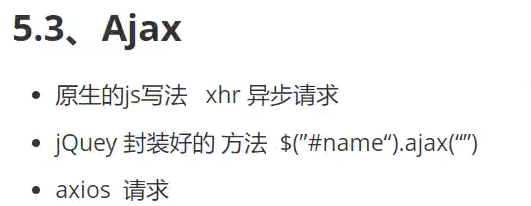 5.3、Ajax
原生的js写法 xhr 异步请求
jQuey 封装好的 方法 $(”#name“).ajax(“”)
axios 请求